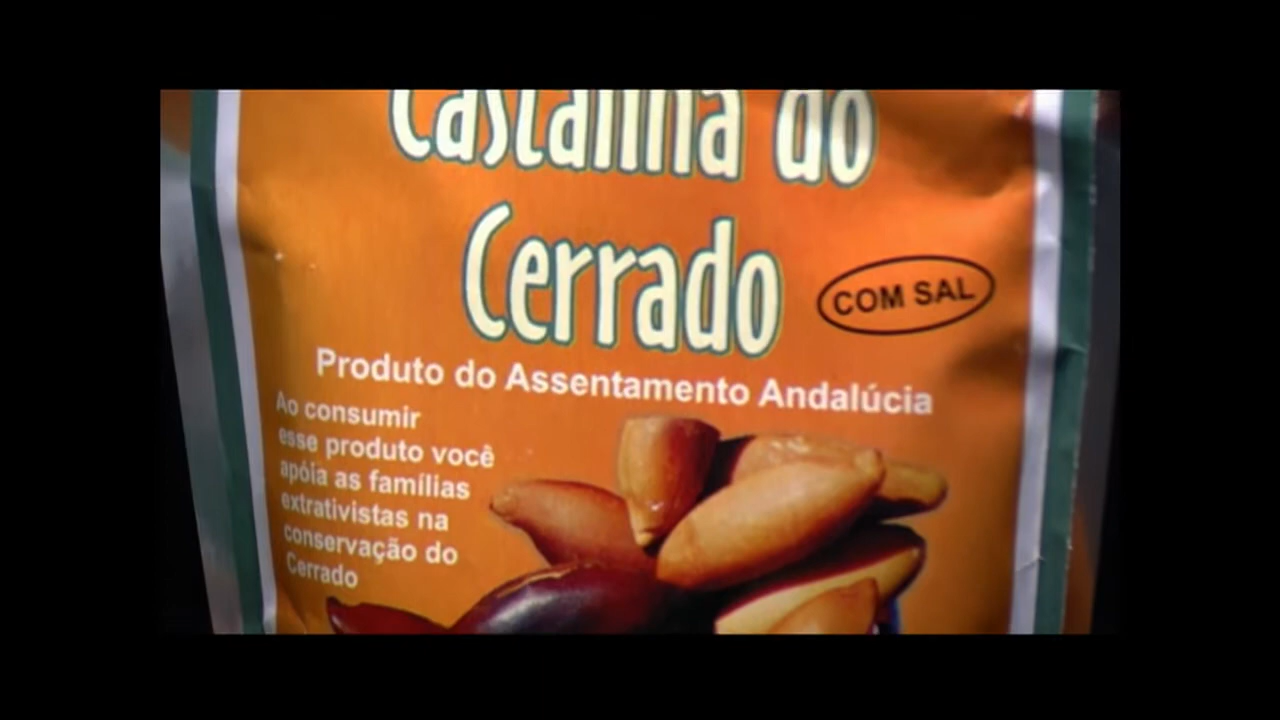 Castanha do
Cerrado
COM SAL
Produto do Assentamento Andalúcia
Ao consumir
esse produto você
apóia as famílias
extrativistas na
conservação do
Cerrado